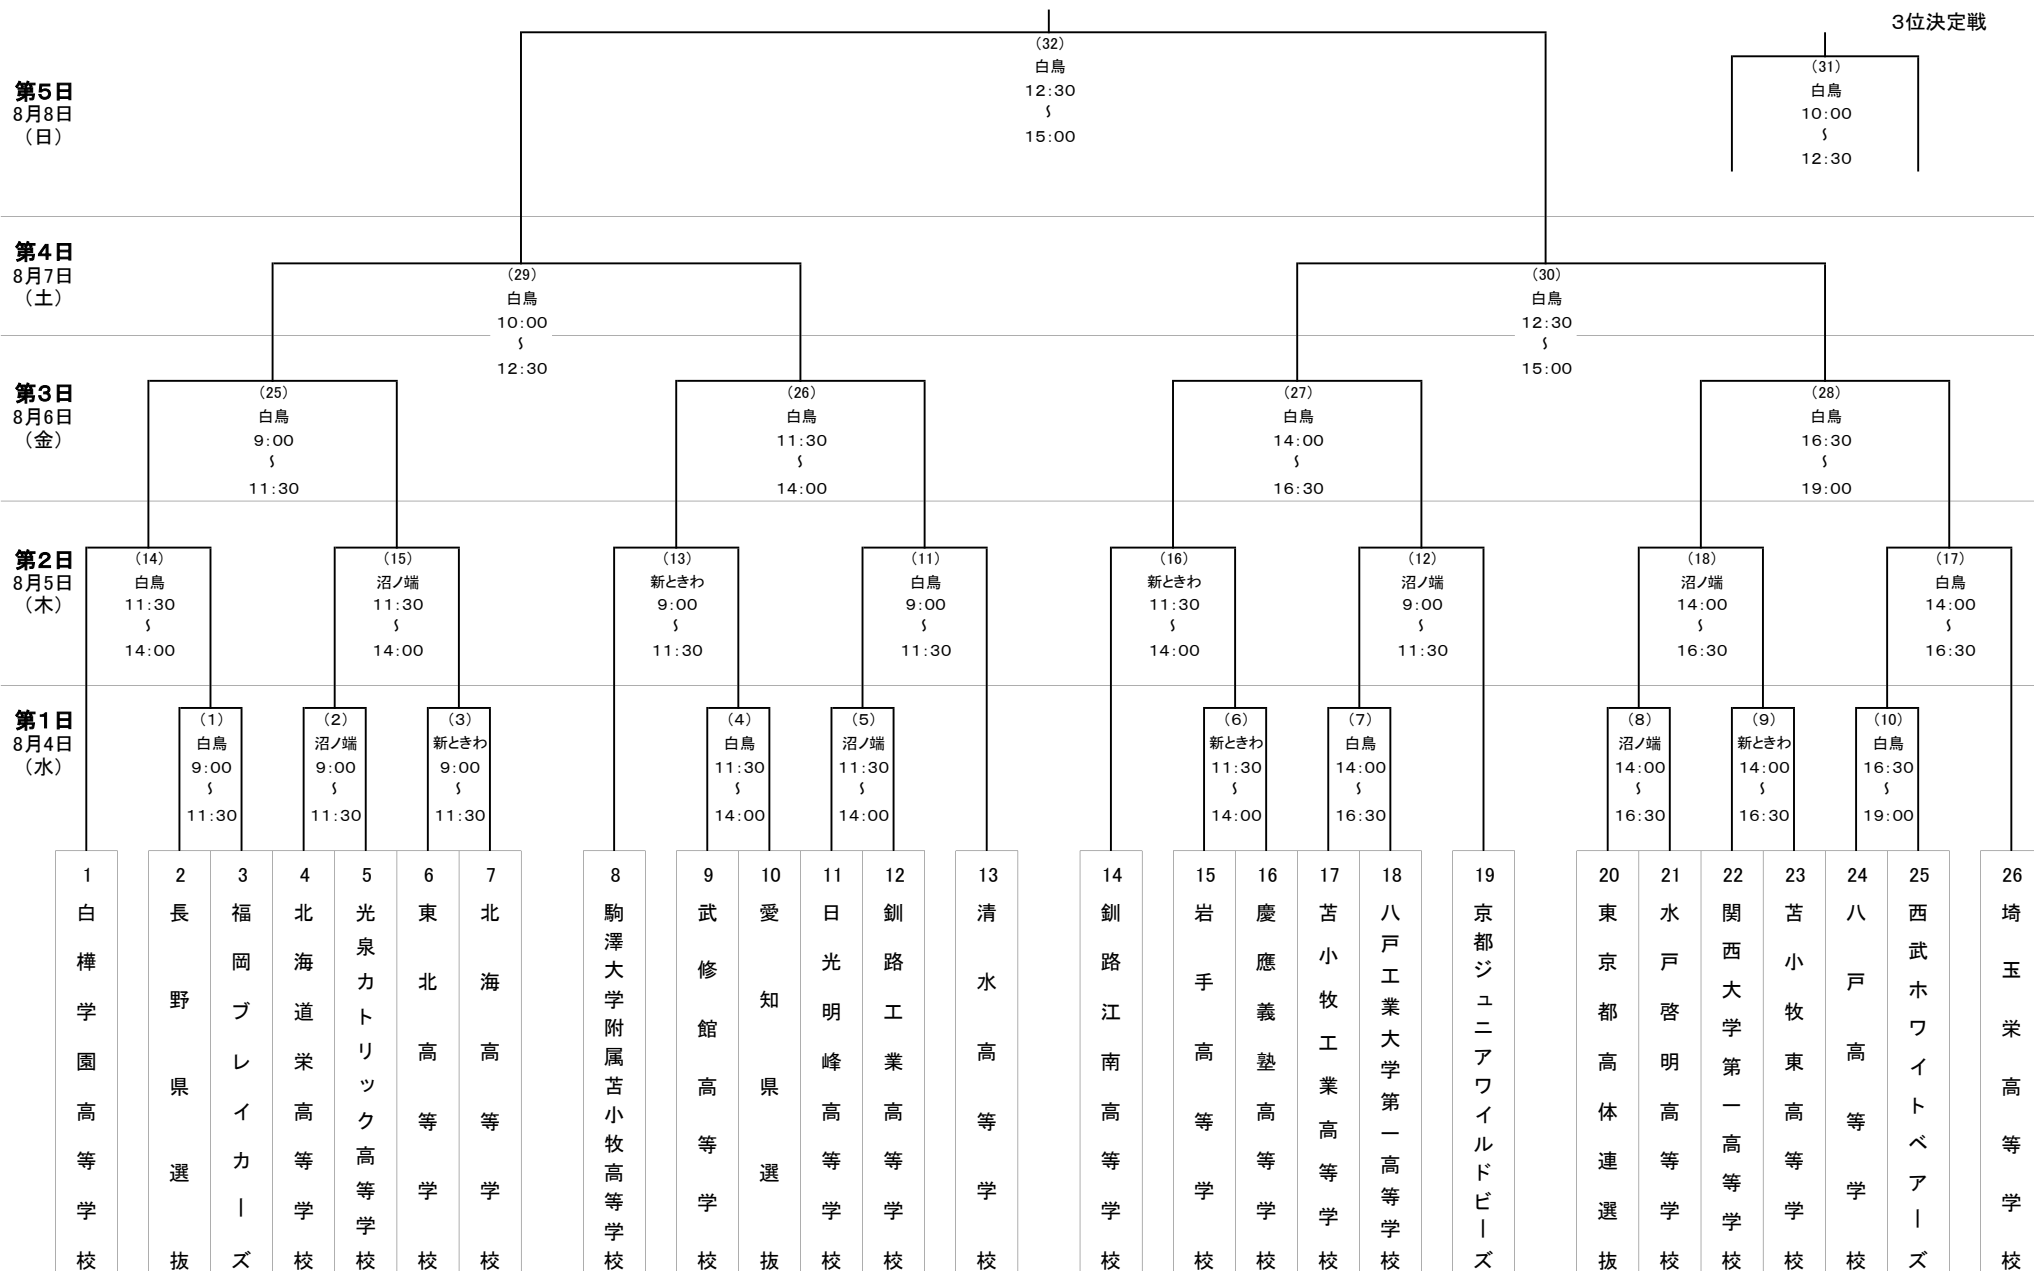 3位決定戦
第5日
8月8日
（日）
（32）
白鳥
12:30
～
15:00
（31）
白鳥
10:00
～
12:30
第4日
8月7日
（土）
（29）
白鳥
10:00
～
12:30
（30）
白鳥
12:30
～
15:00
第3日
8月6日
（金）
（25）
白鳥
9:00
～
11:30
（26）
白鳥
11:30
～
14:00
（27）
白鳥
14:00
～
16:30
（28）
白鳥
16:30
～
19:00
第2日
8月5日
（木）
（14）
白鳥
11:30
～
14:00
（15）
沼ノ端
11:30
～
14:00
（13）
新ときわ
9:00
～
11:30
（11）
白鳥
9:00
～
11:30
（16）
新ときわ
11:30
～
14:00
（12）
沼ノ端
9:00
～
11:30
（18）
沼ノ端
14:00
～
16:30
（17）
白鳥
14:00
～
16:30
第1日
8月4日
（水）
（1）
白鳥
9:00
～
11:30
（2）
沼ノ端
9:00
～
11:30
（3）
新ときわ
9:00
～
11:30
（4）
白鳥
11:30
～
14:00
（5）
沼ノ端
11:30
～
14:00
（6）
新ときわ
11:30
～
14:00
（7）
白鳥
14:00
～
16:30
（8）
沼ノ端
14:00
～
16:30
（9）
新ときわ
14:00
～
16:30
（10）
白鳥
16:30
～
19:00
1
白樺学園高等学校
2
長野県選抜
3
福岡ブレイカーズ
4
北海道栄高等学校
5
光泉カトリック高等学校
6
東北高等学校
7
北海高等学校
8
駒澤大学附属苫小牧高等学校
9
武修館高等学校
10
愛知県選抜
11
日光明峰高等学校
12
釧路工業高等学校
13
清水高等学校
14
釧路江南高等学校
15
岩手高等学校
16
慶應義塾高等学校
17
苫小牧工業高等学校
18
八戸工業大学第一高等学校
19
京都ジュニアワイルドビーズ
20
東京都高体連選抜
21
水戸啓明高等学校
22
関西大学第一高等学校
23
苫小牧東高等学校
24
八戸高等学校
25
西武ホワイトベアーズ
26
埼玉栄高等学校